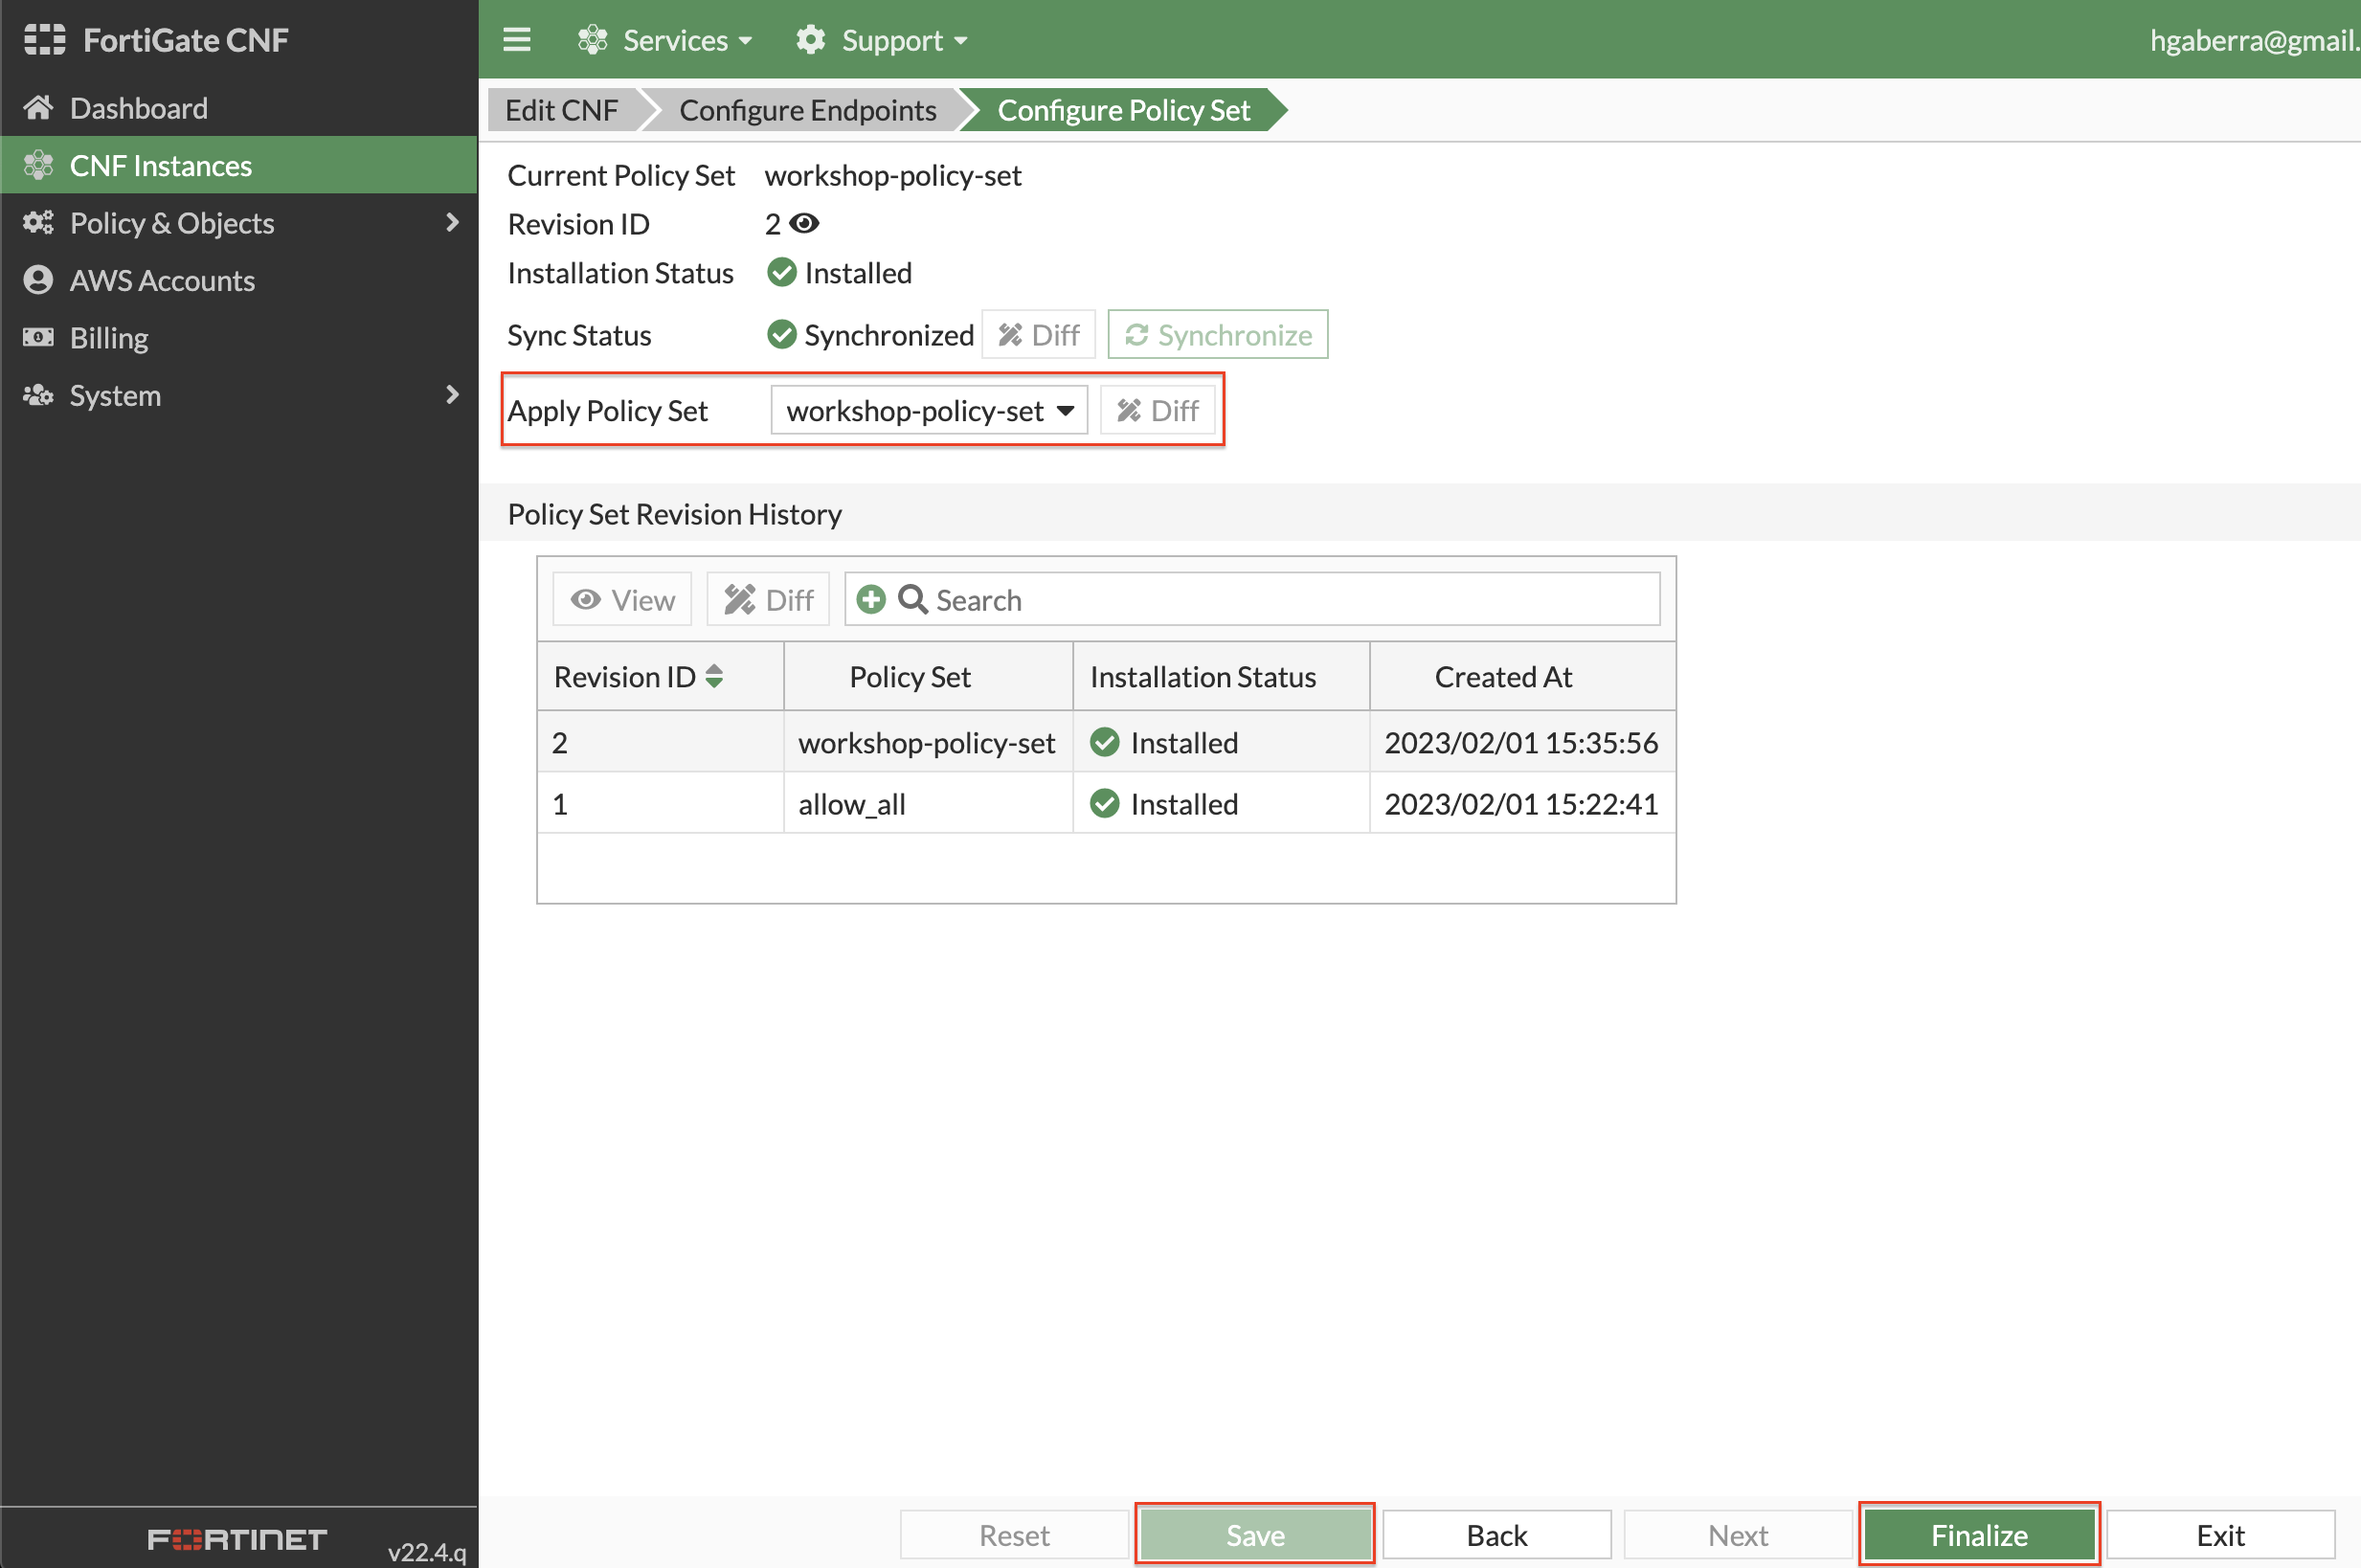 FortiGate CNF
Services
Support
hgaberra@gmail.
Dashboard
CNF Instances
Policy & Objects
AWS Accounts
Billing
System
Edit CNF
Configure Endpoints
Configure Policy Set
Current Policy Set workshop-policy-set
Revision ID 2
Installation Status Installed
Sync Status Synchronized Diff Synchronize
Apply Policy Set workshop-policy-set Diff
Policy Set Revision History
View Diff Search
Revision ID Policy Set Installation Status Created At
2 workshop-policy-set Installed 2023/02/01 15:35:56
1 allow_all Installed 2023/02/01 15:22:41
Reset Save Back Next Finalize Exit
FORTINET
v22.4.q